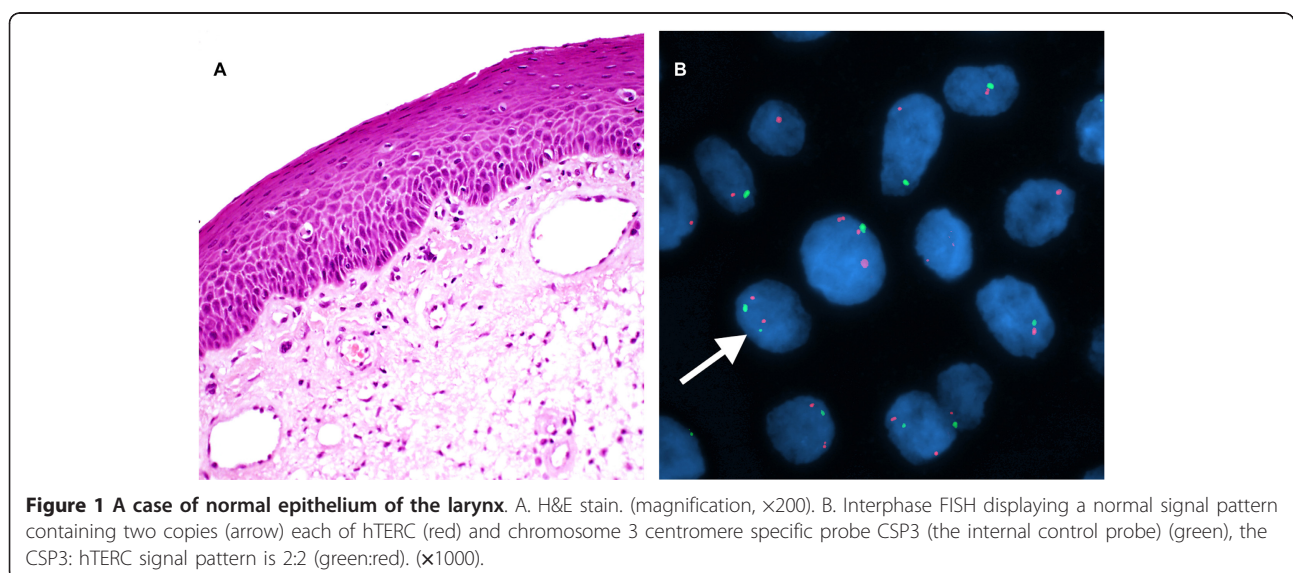 A
B
Figure 1 A case of normal epithelium of the larynx. A. H&E stain. (magnification, ×200). B. Interphase FISH displaying a normal signal pattern
containing two copies (arrow) each of hTERC (red) and chromosome 3 centromere specific probe CSP3 (the internal control probe) (green), the
CSP3: hTERC signal pattern is 2:2 (green:red). (×1000).